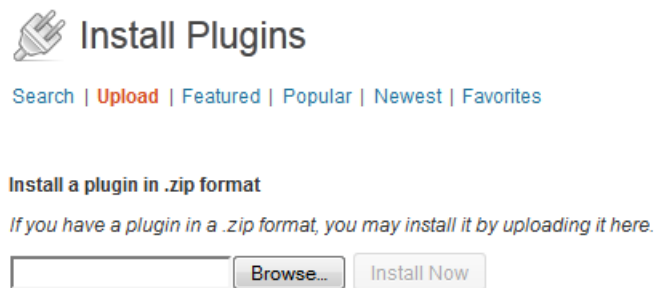 Install Plugins
Search | Upload | Featured | Popular | Newest | Favorites
Install a plugin in .zip format
If you have a plugin in a .zip format, you may install it by uploading it here.
Browse... Install Now